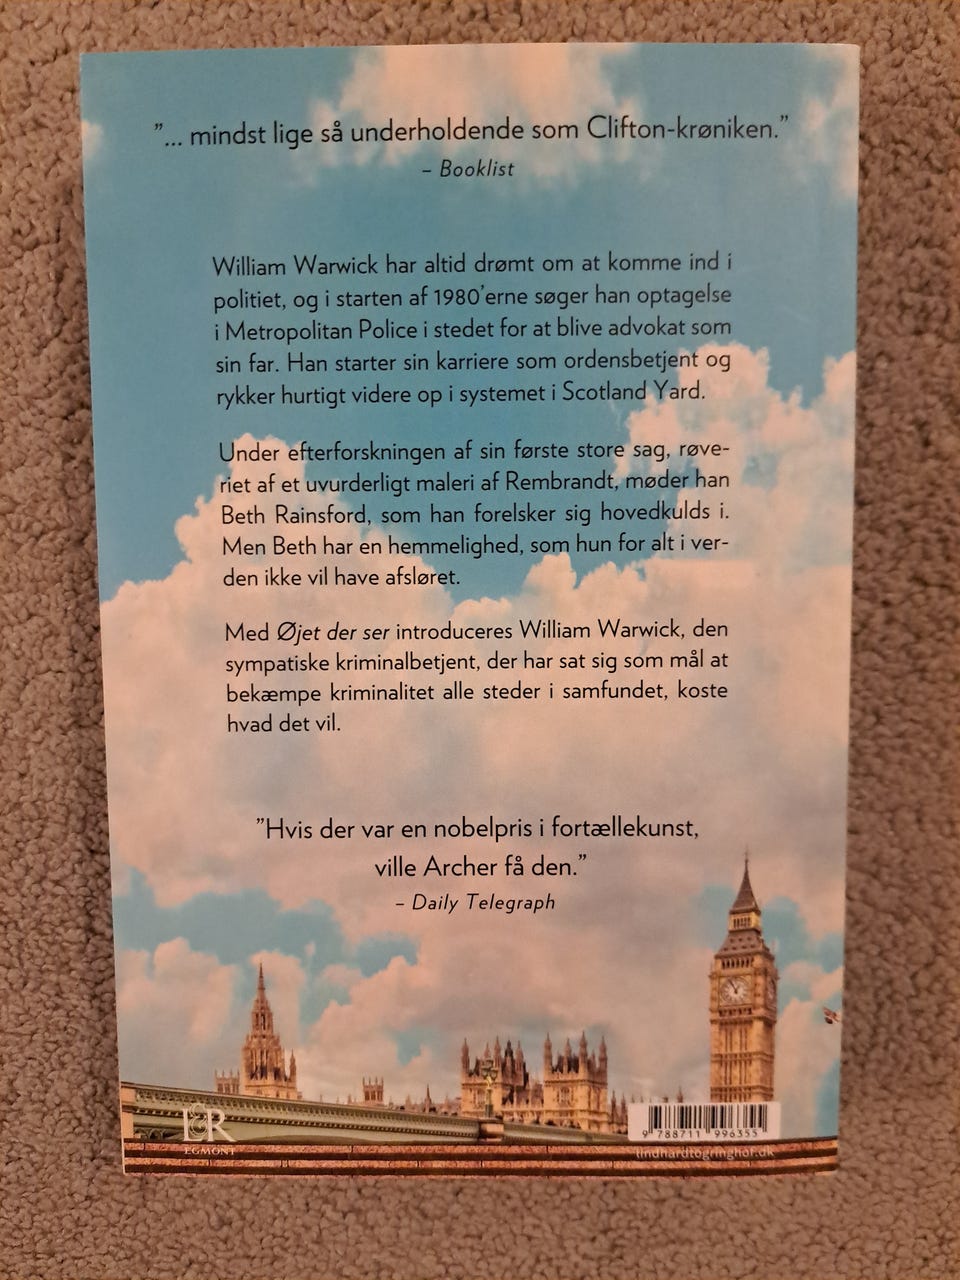 ”... mindst lige så underholdende som Clifton-krøniken.”
– Booklist
William Warwick har altid drømt om at komme ind i
politiet, og i starten af 1980’erne søger han optagelse
i Metropolitan Police i stedet for at blive advokat som
sin far. Han starter sin karriere som ordensbetjent og
rykker hurtigt videre op i systemet i Scotland Yard.
Under efterforskningen af sin første store sag, røve-
riet af et uvurderligt maleri af Rembrandt, møder han
Beth Rainsford, som han forelsker sig hovedkulds i.
Men Beth har en hemmelighed, som hun for alt i ver-
den ikke vil have afsløret.
Med Øjet der ser introduceres William Warwick, den
sympatiske kriminalbetjent, der har sat sig som mål at
bekæmpe kriminalitet alle steder i samfundet, koste
hvad det vil.
”Hvis der var en nobelpris i fortællekunst,
ville Archer få den.”
– Daily Telegraph
L&R
EGMONT
9 788711 996355
lindhardtogringhof.dk